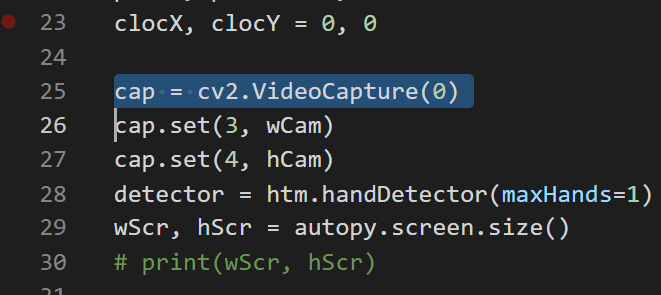 23 clocX, clocY = 0, 0
24
25 cap = cv2.VideoCapture(0)
26 cap.set(3, wCam)
27 cap.set(4, hCam)
28 detector = htm.handDetector(maxHands=1)
29 wScr, hScr = autopy.screen.size()
30 # print(wScr, hScr)